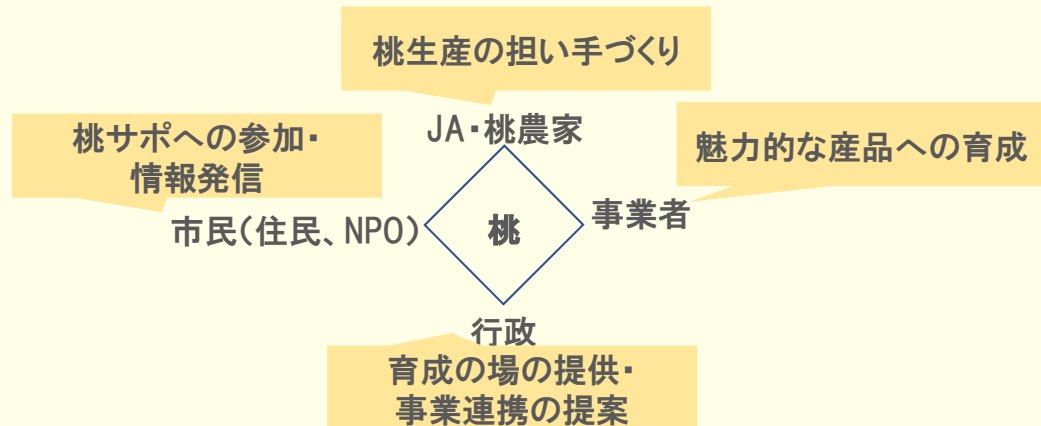 桃生産の担い手づくり
JA・桃農家
桃サポへの参加・
情報発信
魅力的な産品への育成
市民(住民、NPO)
桃
事業者
行政
育成の場の提供・
事業連携の提案